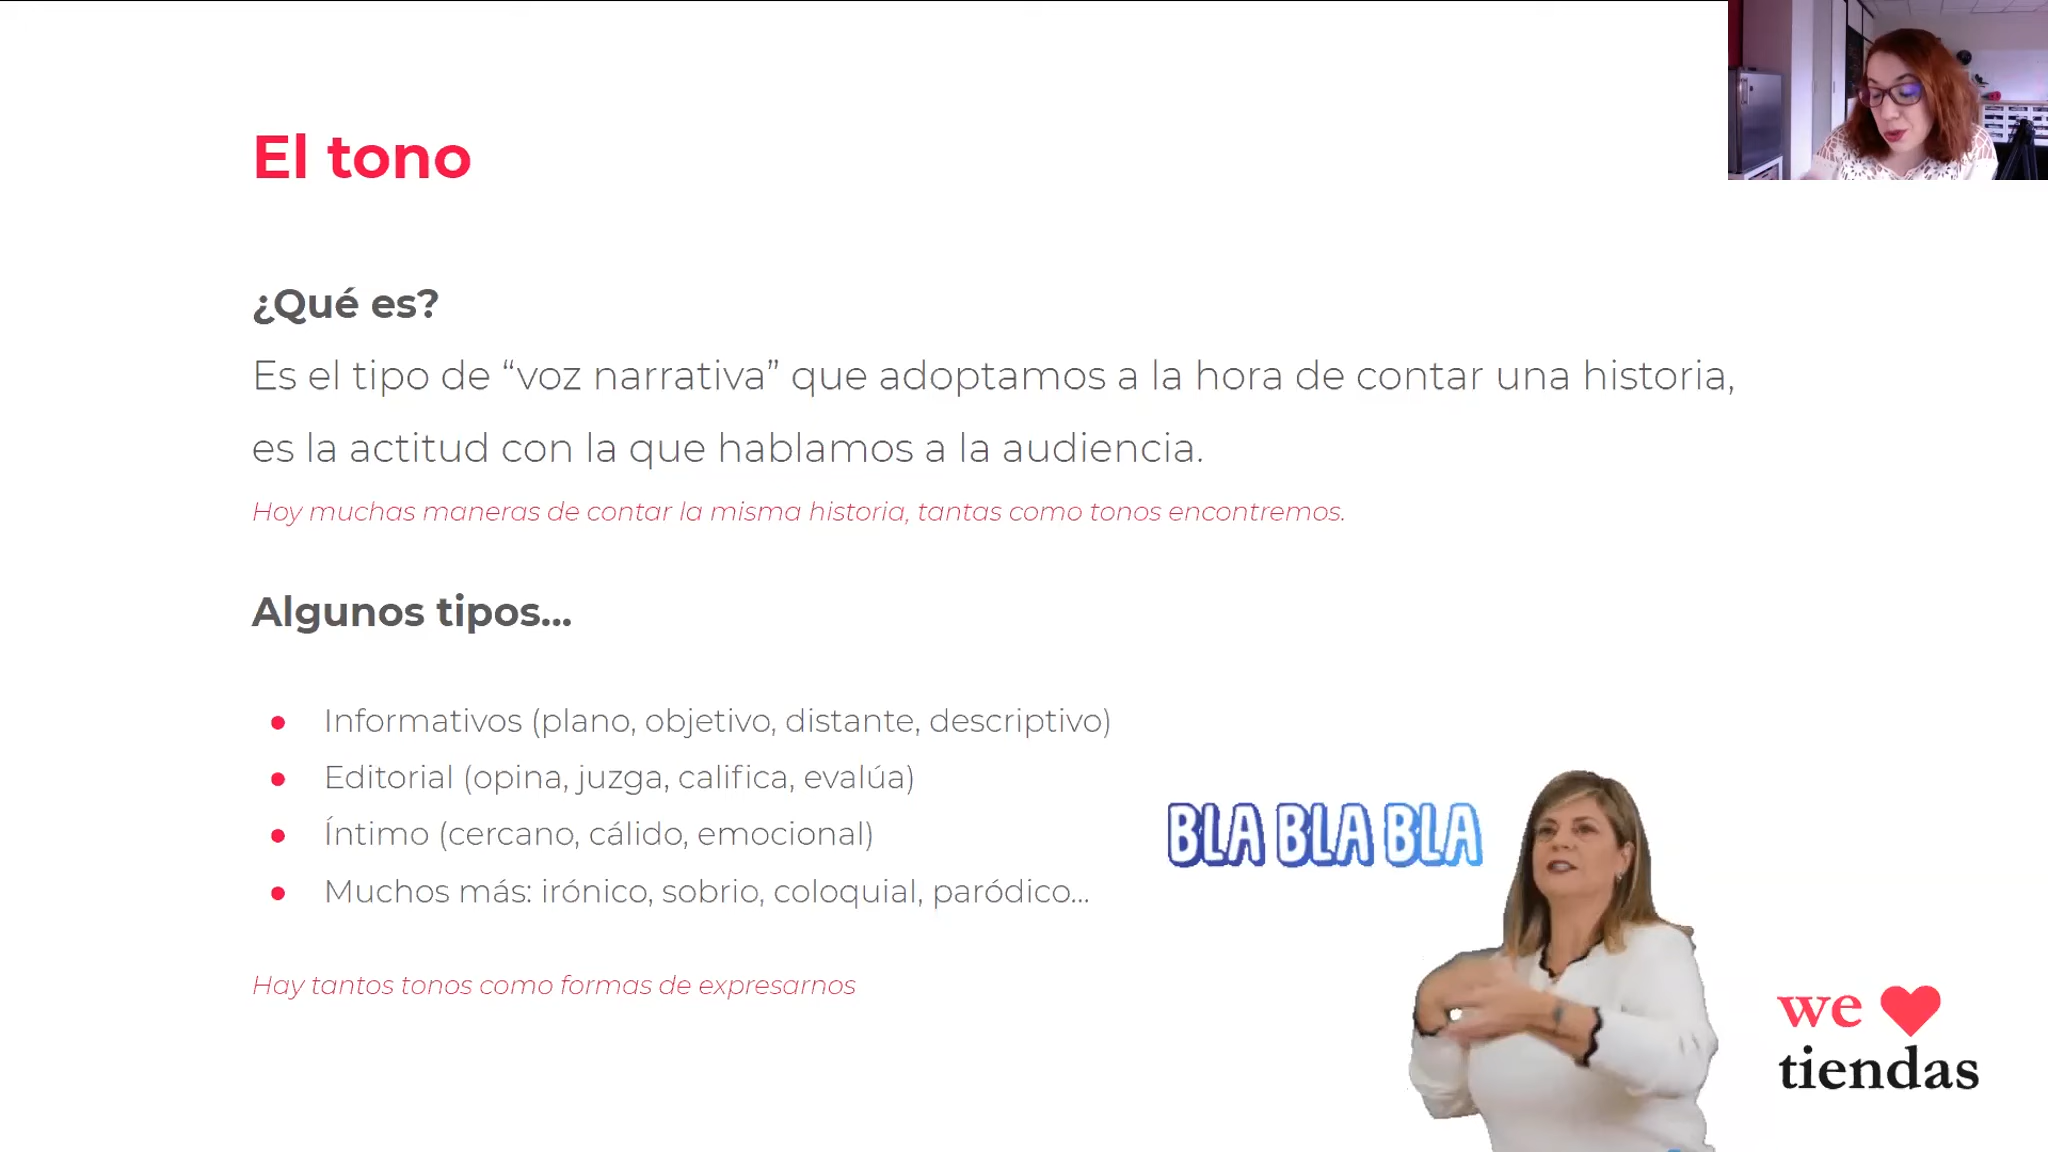 El tono
¿Qué es?
Es el tipo de “voz narrativa” que adoptamos a la hora de contar una historia,
es la actitud con la que hablamos a la audiencia.
Hoy muchas maneras de contar la misma historia, tantas como tonos encontremos.
Algunos tipos...
● Informativos (plano, objetivo, distante, descriptivo)
● Editorial (opina, juzga, califica, evalúa)
● Íntimo (cercano, cálido, emocional)
● Muchos más: irónico, sobrio, coloquial, paródico...
BLA BLA BLA
Hay tantos tonos como formas de expresarnos
we
tiendas